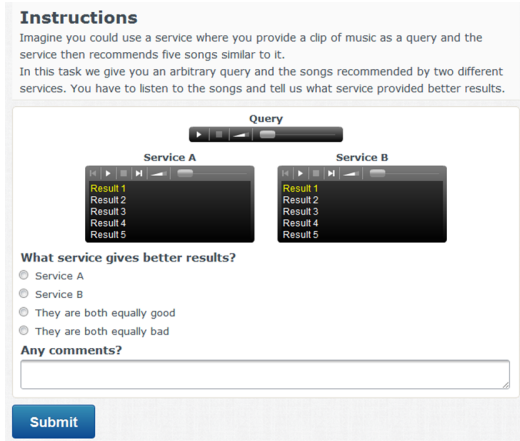 Instructions
Imagine you could use a service where you provide a clip of music as a query and the
service then recommends five songs similar to it.
In this task we give you an arbitrary query and the songs recommended by two different
services. You have to listen to the songs and tell us what service provided better results.
Query
Service A
Service B
Result 1
Result 2
Result 3
Result 4
Result 5
Result 1
Result 2
Result 3
Result 4
Result 5
What service gives better results?
Service A
Service B
They are both equally good
They are both equally bad
Any comments?
Submit